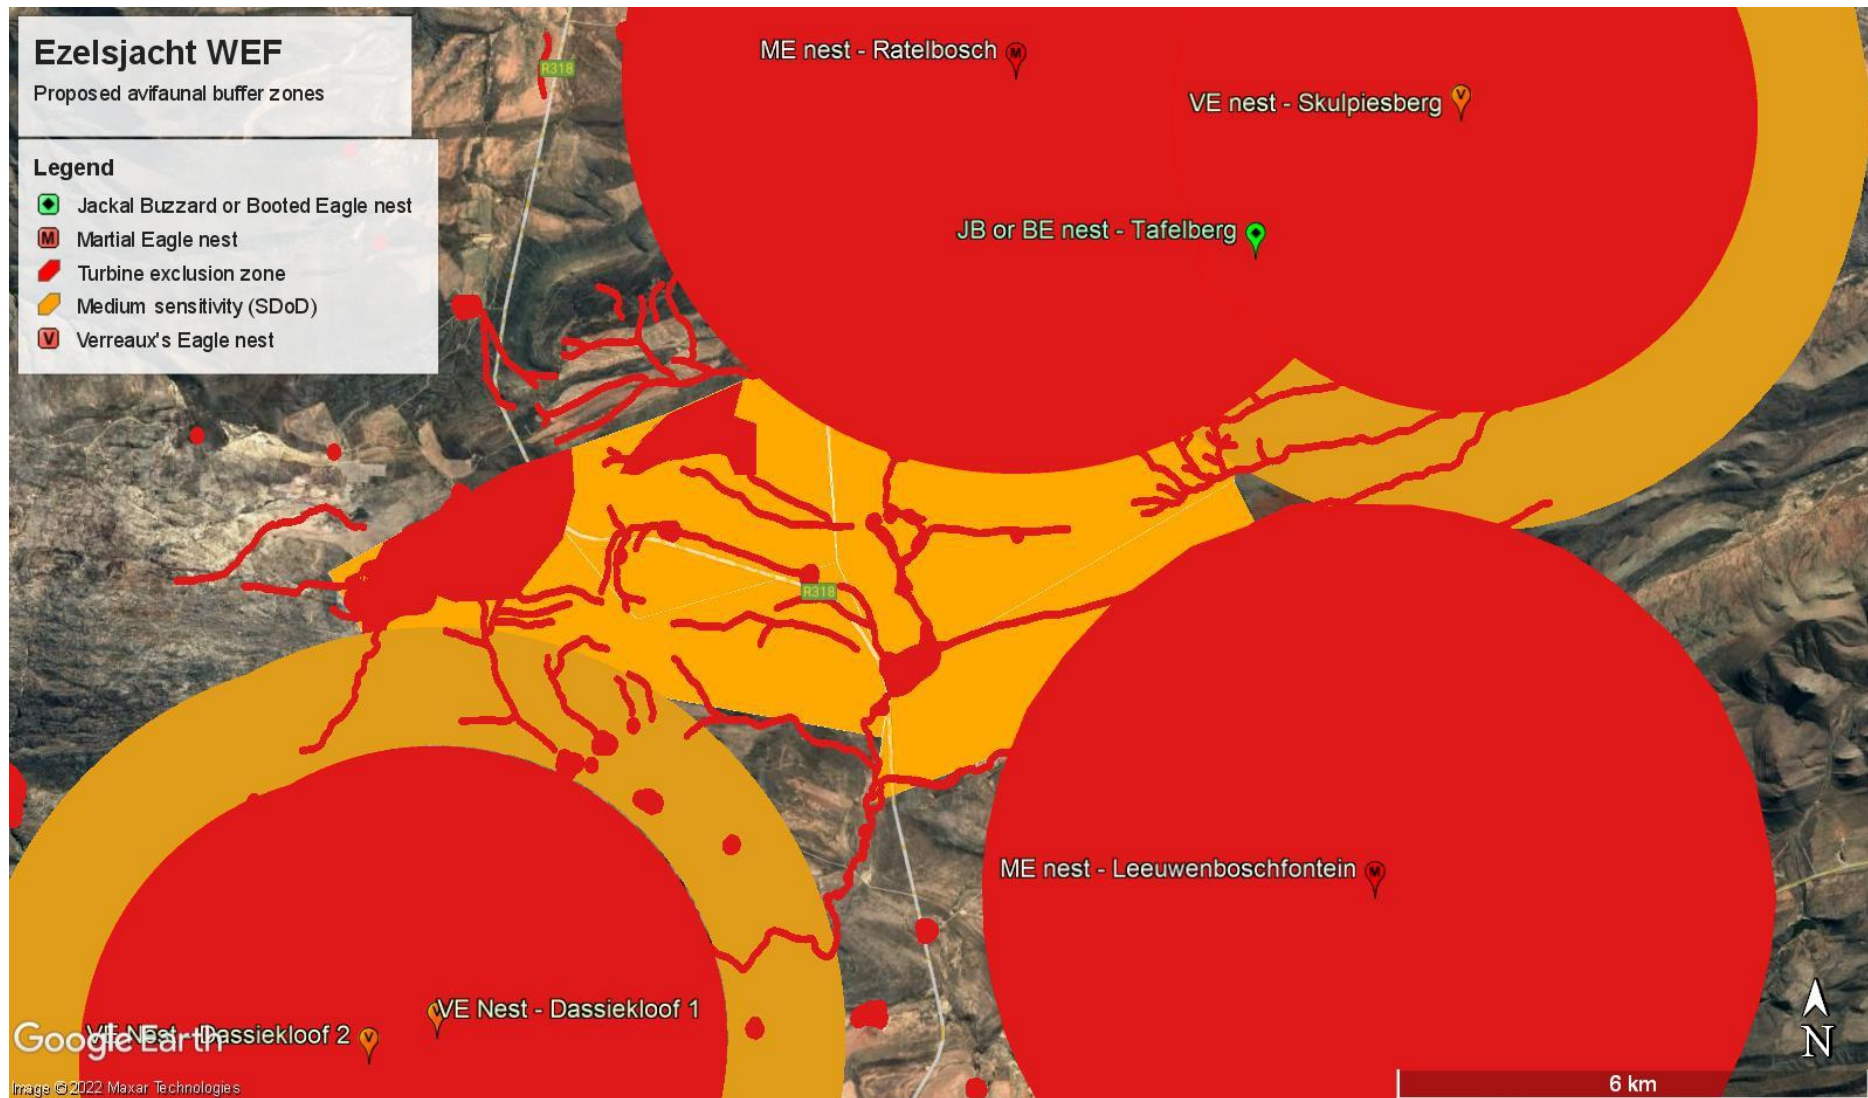 Ezelsjacht WEF
Proposed avifaunal buffer zones
Legend
Jackal Buzzard or Booted Eagle nest
M Martial Eagle nest
Turbine exclusion zone
Medium sensitivity (SDoD)
V Verreaux's Eagle nest
R318
ME nest - Ratelbosch M
VE nest - Skulpiesberg V
JB or BE nest - Tafelberg
R318
ME nest - Leeuwenboschfontein M
VE Nest - Dassiekloof 1
VE Nest - Dassiekloof 2 V
Google Earth
Image © 2022 Maxar Technologies
N
6 km